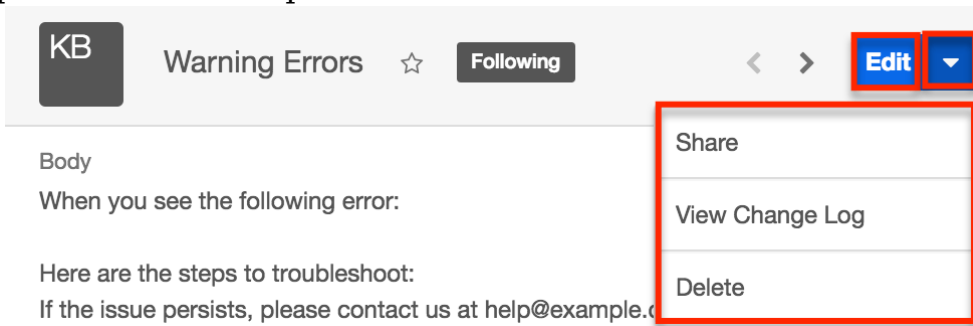 KB
Warning Errors
Following
Edit
Share
View Change Log
Delete
Body
When you see the following error:
Here are the steps to troubleshoot:
If the issue persists, please contact us at help@example.